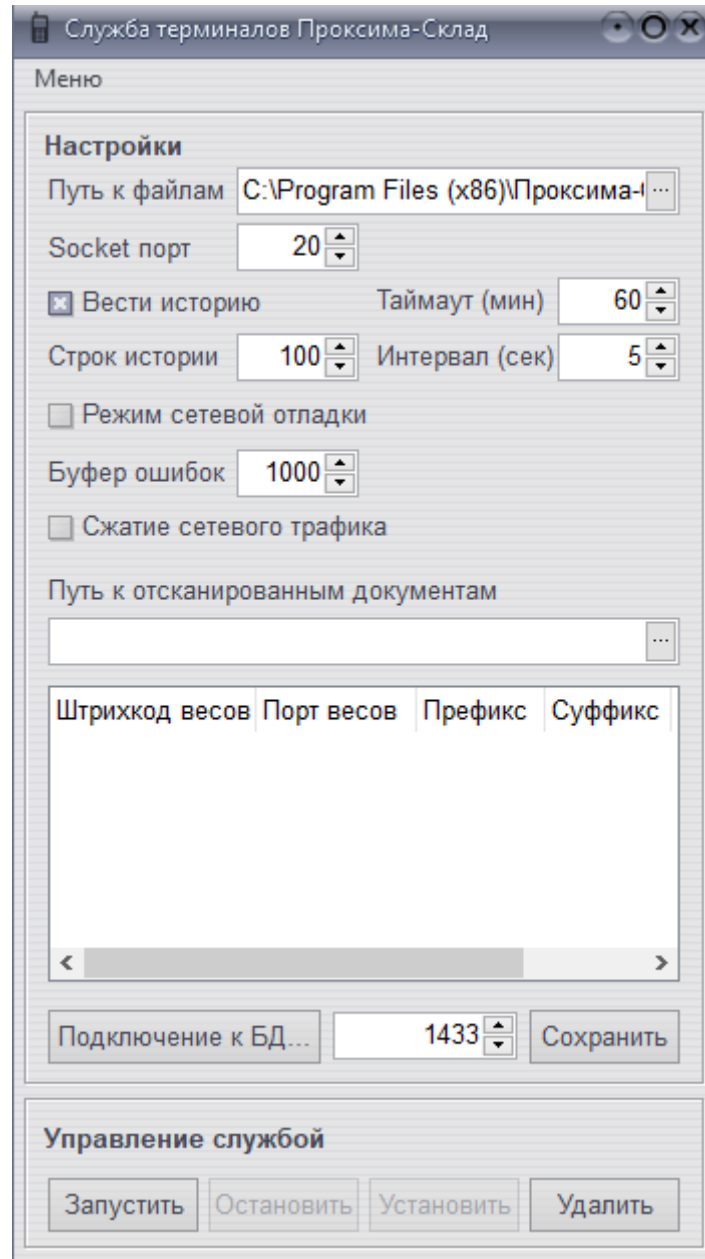 Служба терминалов Проксима-Склад
Меню
Настройки
Путь к файлам C:\Program Files (x86)\Проксима-
Socket порт 20
Вести историю Таймаут (мин) 60
Строк истории 100 Интервал (сек) 5
Режим сетевой отладки
Буфер ошибок 1000
Сжатие сетевого трафика
Путь к отсканированным документам
Штрихкод весов Порт весов Префикс Суффикс
Подключение к БД... 1433 Сохранить
Управление службой
Запустить Остановить Установить Удалить